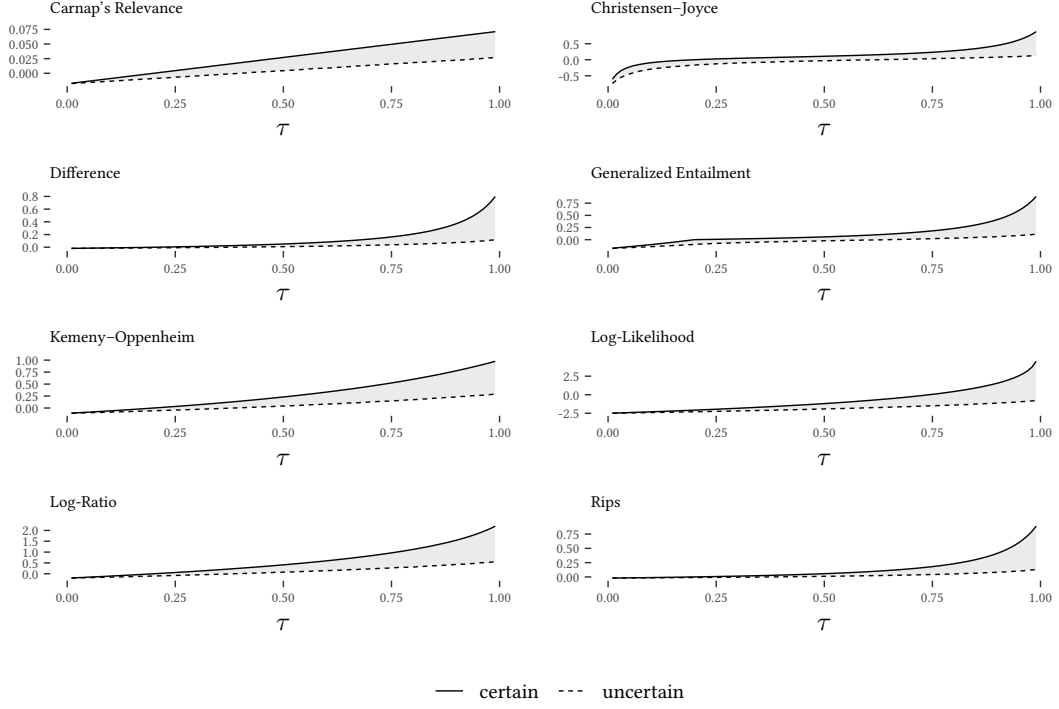 Carnap's Relevance
0.075
0.050
0.025
0.000
0.00 0.25 0.50 0.75 1.00
τ
Christensen–Joyce
0.5
0.0
-0.5
0.00 0.25 0.50 0.75 1.00
τ
Difference
0.8
0.6
0.4
0.2
0.0
0.00 0.25 0.50 0.75 1.00
τ
Generalized Entailment
0.75
0.50
0.25
0.00
0.00 0.25 0.50 0.75 1.00
τ
Kemeny–Oppenheim
1.00
0.75
0.50
0.25
0.00
0.00 0.25 0.50 0.75 1.00
τ
Log-Likelihood
2.5
0.0
-2.5
0.00 0.25 0.50 0.75 1.00
τ
Log-Ratio
2.0
1.5
1.0
0.5
0.0
0.00 0.25 0.50 0.75 1.00
τ
Rips
0.75
0.50
0.25
0.00
0.00 0.25 0.50 0.75 1.00
τ
certain uncertain